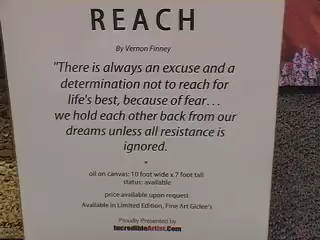 REACH
By Vernon Finney
"There is always an excuse and a
determination not to reach for
life's best, because of fear...
we hold each other back from our
dreams unless all resistance is
ignored.
"
oil on canvas: 10 foot wide x 7 foot tall
status: available
price available upon request
Available in Limited Edition, Fine Art Giclee's
Proudly Presented by
IncredibleArtist.Com